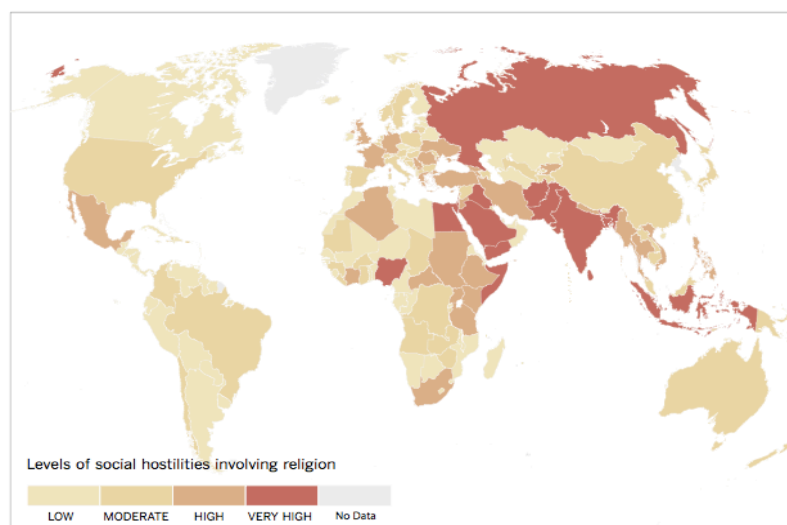 Levels of social hostilities involving religion
LOW MODERATE HIGH VERY HIGH No Data